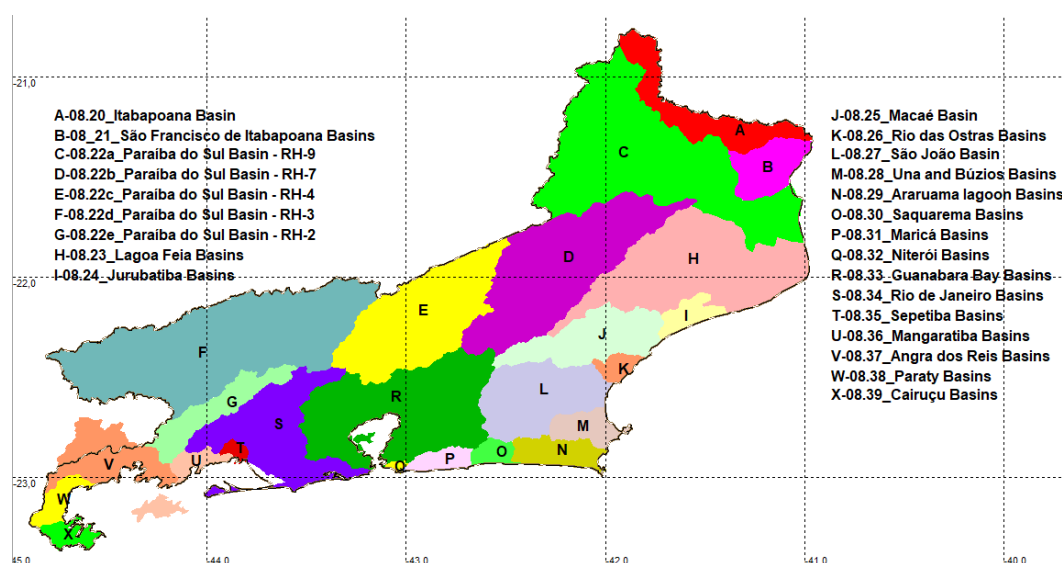 -21,0
A-08.20_Itabapoana Basin
B-08_21_São Francisco de Itabapoana Basins
C-08.22a_Paraíba do Sul Basin - RH-9
D-08.22b_Paraíba do Sul Basin - RH-7
E-08.22c_Paraíba do Sul Basin - RH-4
F-08.22d_Paraíba do Sul Basin - RH-3
G-08.22e_Paraíba do Sul Basin - RH-2
H-08.23_Lagoa Feia Basins
I-08.24_Jurubatiba Basins
J-08.25_Macaé Basin
K-08.26_Rio das Ostras Basins
L-08.27_São João Basin
M-08.28_Una and Búzios Basins
N-08.29_Araruama lagoon Basins
O-08.30_Saquarema Basins
P-08.31_Maricá Basins
Q-08.32_Niterói Basins
R-08.33_Guanabara Bay Basins
S-08.34_Rio de Janeiro Basins
T-08.35_Sepetiba Basins
U-08.36_Mangaratiba Basins
V-08.37_Angra dos Reis Basins
W-08.38_Paraty Basins
X-08.39_Cairuçu Basins
A
B
C
D
H
-22,0
E
I
J
F
K
L
R
G
S
M
T
O
N
U
P
V
Q
-23,0
W
X
45,0
-44,0
-43,0
-42,0
-41,0
-40,0